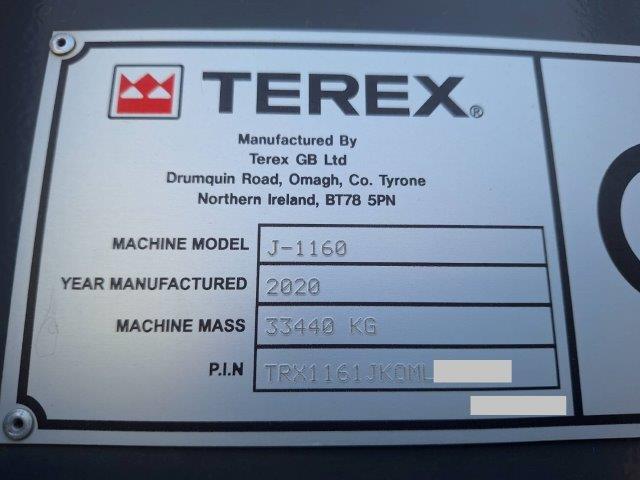 TEREX®
Manufactured By
Terex GB Ltd
Drumquin Road, Omagh, Co. Tyrone
Northern Ireland, BT78 5PN
MACHINE MODEL J-1160
YEAR MANUFACTURED 2020
MACHINE MASS 33440 KG
P.I.N TRX1161JKOML